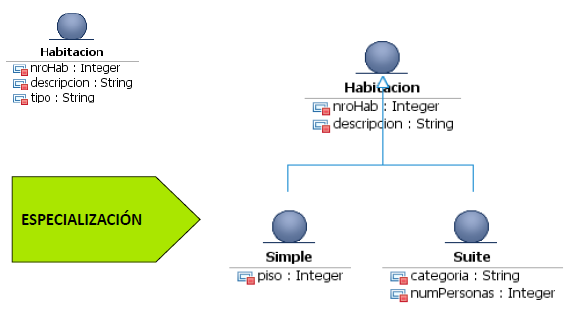 Habitacion
nroHab : Integer
descripcion : String
tipo : String
Habitacion
nroHab : Integer
descripcion : String
ESPECIALIZACIÓN
Simple
piso : Integer
Suite
categoria : String
numPersonas : Integer